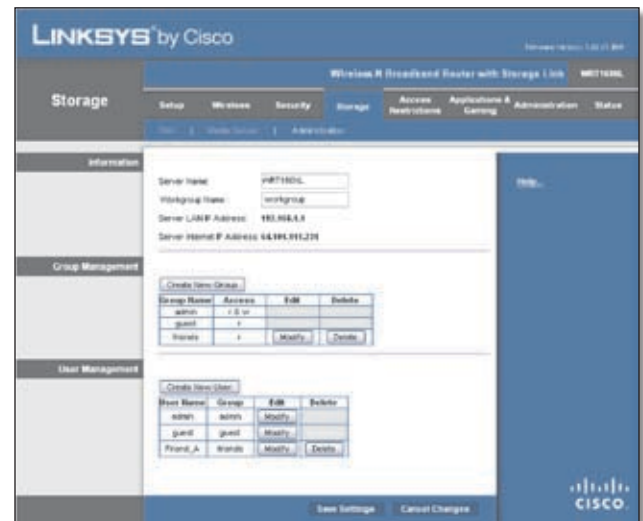 LINKSYS by Cisco
Wireless-N Broadband Router with Storage Link
Storage
Setup Wireless Security Storage Access Restrictions Applications & Gaming Administration Status
Administration
Information
Server Name:
Workgroup Name: workgroup
Server LAN IP Address:
Server Internet IP Address:
Help...
Group Management
Create New Group
Group Name Access Edit Delete
admin r & w
guest r
friends r Modify Delete
User Management
Create New User
User Name Group Edit Delete
admin admin Modify
guest guest Modify
Friend_A friends Modify Delete
Save Settings Cancel Changes
CISCO